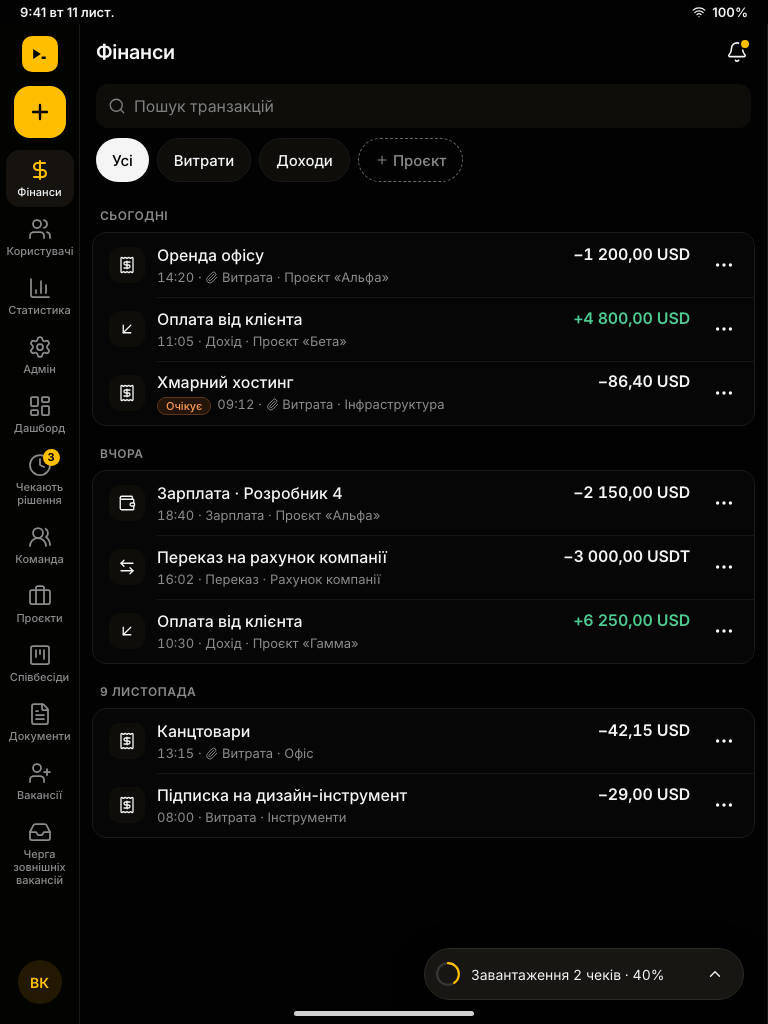 9:41 вт 11 лист.
100%
Фінанси
Пошук транзакцій
Усі
Витрати
Доходи
+ Проєкт
Фінанси
Користувачі
Статистика
Адмін
Дашборд
3
Чекають
рішення
Команда
Проєкти
Співбесіди
Документи
Вакансії
Черга
зовнішніх
вакансій
ВК
СЬОГОДНІ
Оренда офісу
−1 200,00 USD
14:20 · Витрата · Проєкт «Альфа»
Оплата від клієнта
+4 800,00 USD
11:05 · Дохід · Проєкт «Бета»
Хмарний хостинг
−86,40 USD
Очікує 09:12 · Витрата · Інфраструктура
ВЧОРА
Зарплата · Розробник 4
−2 150,00 USD
18:40 · Зарплата · Проєкт «Альфа»
Переказ на рахунок компанії
−3 000,00 USDT
16:02 · Переказ · Рахунок компанії
Оплата від клієнта
+6 250,00 USD
10:30 · Дохід · Проєкт «Гамма»
9 ЛИСТОПАДА
Канцтовари
−42,15 USD
13:15 · Витрата · Офіс
Підписка на дизайн-інструмент
−29,00 USD
08:00 · Витрата · Інструменти
Завантаження 2 чеків · 40%